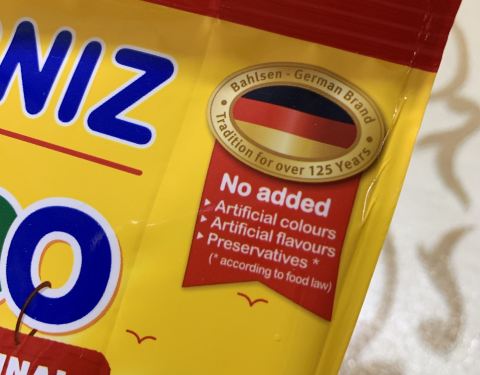 NIZ
Bahlsen - German Brand
Tradition for over 125 Years
No added
Artificial colours
Artificial flavours
Preservatives *
(* according to food law)
O
INAL